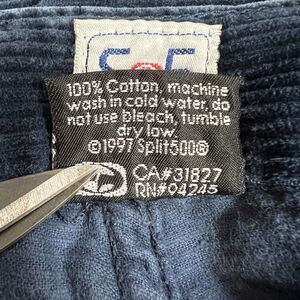 100% Cotton, machine
wash in cold water, do
not use bleach, tumble
dry low.
©1997 Split500®
CA#31827
RN#94245